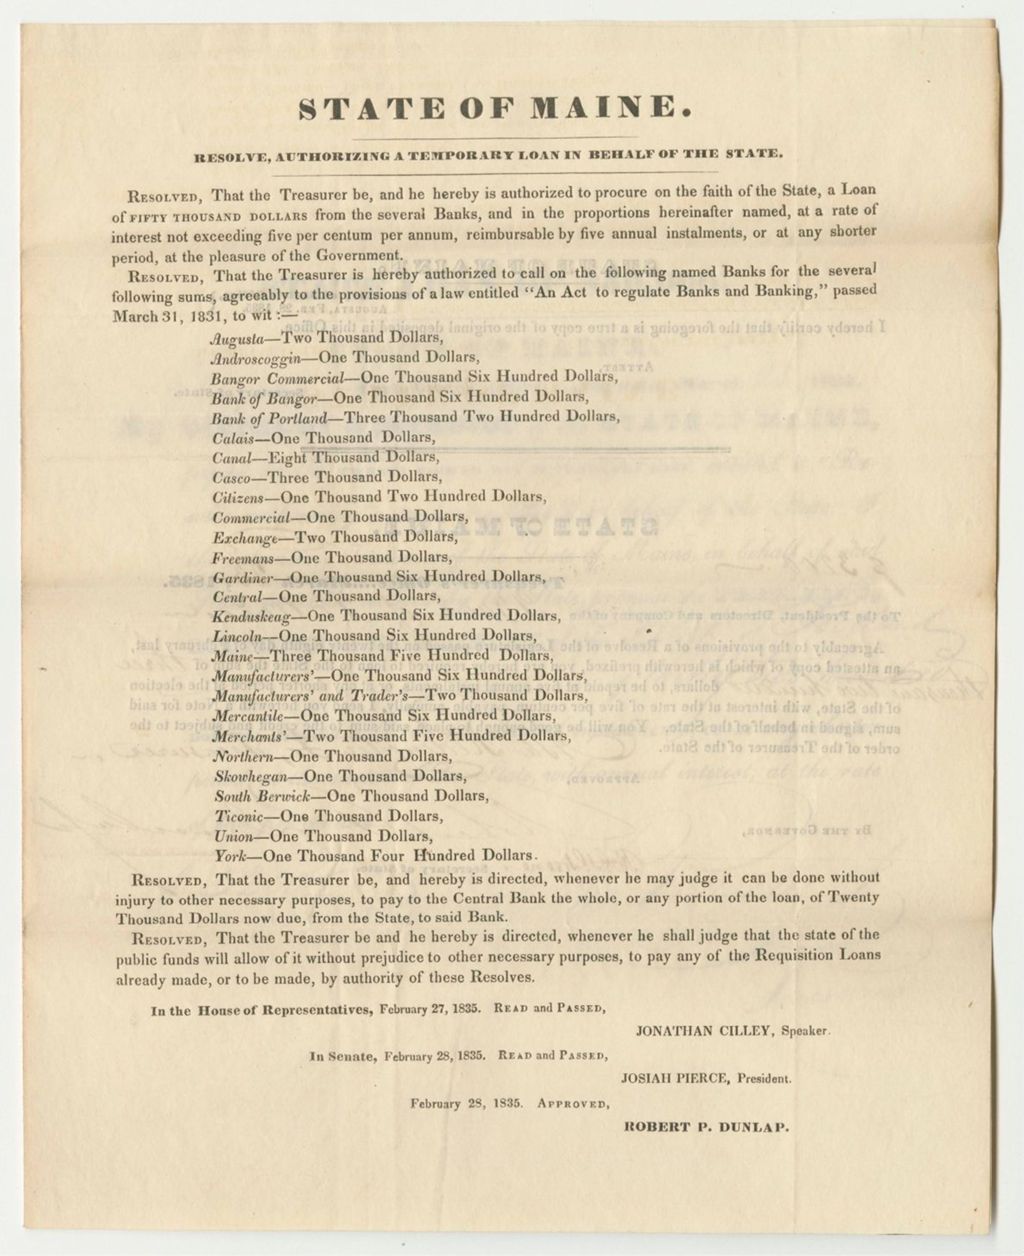 STATE OF MAINE.
RESOLVE, AUTHORIZING A TEMPORARY LOAN IN BEHALF OF THE STATE.
RESOLVED, That the Treasurer be, and he hereby is authorized to procure on the faith of the State, a Loan
of FIFTY THOUSAND DOLLARS from the several Banks, and in the proportions hereinafter named, at a rate of
interest not exceeding five per centum per annum, reimbursable by five annual instalments, or at any shorter
period, at the pleasure of the Government.
RESOLVED, That the Treasurer is hereby authorized to call on the following named Banks for the several
following sums, agreeably to the provisions of a law entitled "An Act to regulate Banks and Banking," passed
March 31, 1831, to wit:—
Augusta—Two Thousand Dollars,
Androscoggin—One Thousand Dollars,
Bangor Commercial—One Thousand Six Hundred Dollars,
Bank of Bangor—One Thousand Six Hundred Dollars,
Bank of Portland—Three Thousand Two Hundred Dollars,
Calais—One Thousand Dollars,
Canal—Eight Thousand Dollars,
Casco—Three Thousand Dollars,
Citizens—One Thousand Two Hundred Dollars,
Commercial—One Thousand Dollars,
Exchange—Two Thousand Dollars,
Freemans—One Thousand Dollars,
Gardiner—One Thousand Six Hundred Dollars,
Central—One Thousand Dollars,
Kenduskeag—One Thousand Six Hundred Dollars,
Lincoln—One Thousand Six Hundred Dollars,
Maine—Three Thousand Five Hundred Dollars,
Manufacturers'—One Thousand Six Hundred Dollars,
Manufacturers' and Trader's—Two Thousand Dollars,
Mercantile—One Thousand Six Hundred Dollars,
Merchants'—Two Thousand Five Hundred Dollars,
Northern—One Thousand Dollars,
Skowhegan—One Thousand Dollars,
South Berwick—One Thousand Dollars,
Ticonic—One Thousand Dollars,
Union—One Thousand Dollars,
York—One Thousand Four Hundred Dollars.
RESOLVED, That the Treasurer be, and hereby is directed, whenever he may judge it can be done without
injury to other necessary purposes, to pay to the Central Bank the whole, or any portion of the loan, of Twenty
Thousand Dollars now due, from the State, to said Bank.
RESOLVED, That the Treasurer be and he hereby is directed, whenever he shall judge that the state of the
public funds will allow of it without prejudice to other necessary purposes, to pay any of the Requisition Loans
already made, or to be made, by authority of these Resolves.
In the House of Representatives, February 27, 1835. READ and PASSED,
JONATHAN CILLEY, Speaker.
In Senate, February 28, 1835. READ and PASSED,
JOSIAH PIERCE, President.
February 28, 1835. APPROVED,
ROBERT P. DUNLAP.